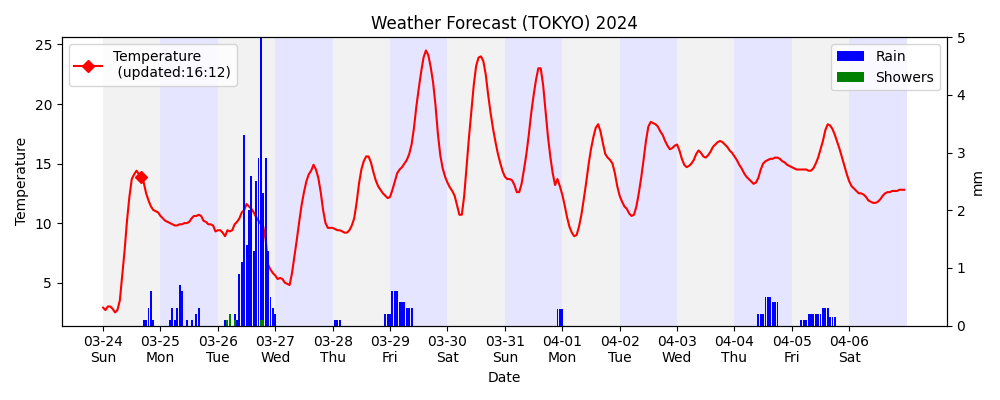 Weather Forecast (TOKYO) 2024
Temperature
(updated:16:12)
Rain
Showers
25
20
15
10
5
Temperature
5
4
3
2
1
0
mm
03-24 03-25 03-26 03-27 03-28 03-29 03-30 03-31 04-01 04-02 04-03 04-04 04-05 04-06
Sun Mon Tue Wed Thu Fri Sat Sun Mon Tue Wed Thu Fri Sat
Date